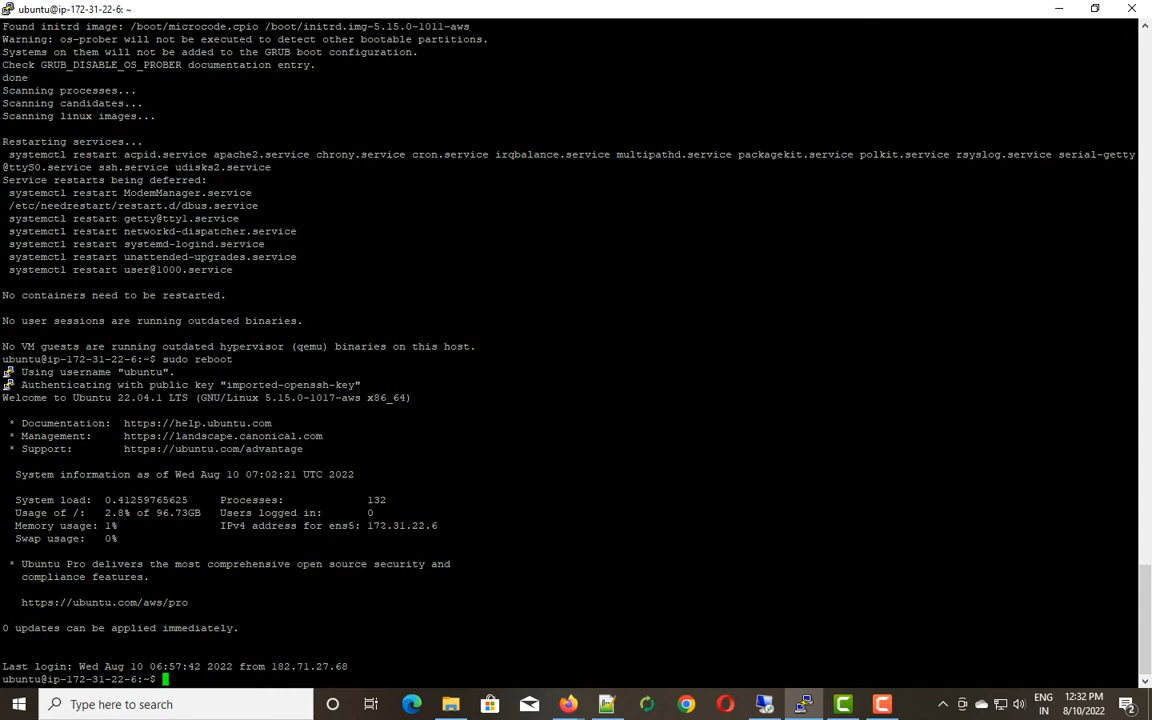 ubuntu@ip-172-31-22-6: ~
Found initrd image: /boot/microcode.cpio /boot/initrd.img-5.15.0-1011-aws
Warning: os-prober will not be executed to detect other bootable partitions.
Systems on them will not be added to the GRUB boot configuration.
Check GRUB_DISABLE_OS_PROBER documentation entry.
done
Scanning processes...
Scanning candidates...
Scanning linux images...
Restarting services...
systemctl restart acpid.service apache2.service chrony.service cron.service irqbalance.service multipathd.service packagekit.service polkit.service rsyslog.service serial-getty
@ttyS0.service ssh.service udisks2.service
Service restarts being deferred:
systemctl restart ModemManager.service
/etc/needrestart/restart.d/dbus.service
systemctl restart getty@tty1.service
systemctl restart networkd-dispatcher.service
systemctl restart systemd-logind.service
systemctl restart unattended-upgrades.service
systemctl restart user@1000.service
No containers need to be restarted.
No user sessions are running outdated binaries.
No VM guests are running outdated hypervisor (qemu) binaries on this host.
ubuntu@ip-172-31-22-6:~$ sudo reboot
Using username "ubuntu".
Authenticating with public key "imported-openssh-key"
Welcome to Ubuntu 22.04.1 LTS (GNU/Linux 5.15.0-1017-aws x86_64)
* Documentation: https://help.ubuntu.com
* Management: https://landscape.canonical.com
* Support: https://ubuntu.com/advantage
System information as of Wed Aug 10 07:02:21 UTC 2022
System load: 0.41259765625 Processes: 132
Usage of /: 2.8% of 96.73GB Users logged in: 0
Memory usage: 1% IPv4 address for ens5: 172.31.22.6
Swap usage: 0%
* Ubuntu Pro delivers the most comprehensive open source security and
compliance features.
https://ubuntu.com/aws/pro
0 updates can be applied immediately.
Last login: Wed Aug 10 06:57:42 2022 from 182.71.27.68
ubuntu@ip-172-31-22-6:~$
Type here to search
ENG
IN
12:32 PM
8/10/2022
2